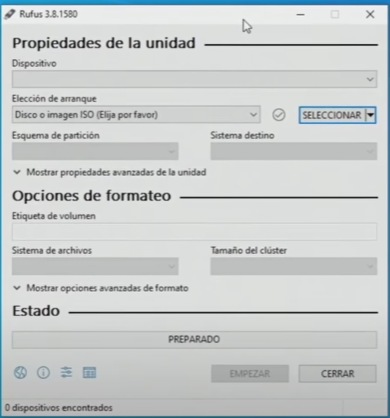 Rufus 3.8.1580
Propiedades de la unidad
Dispositivo
Elección de arranque
Disco o imagen ISO (Elija por favor)
SELECCIONAR
Esquema de partición Sistema destino
Mostrar propiedades avanzadas de la unidad
Opciones de formateo
Etiqueta de volumen
Sistema de archivos Tamaño del clúster
Mostrar opciones avanzadas de formato
Estado
PREPARADO
EMPEZAR CERRAR
0 dispositivos encontrados